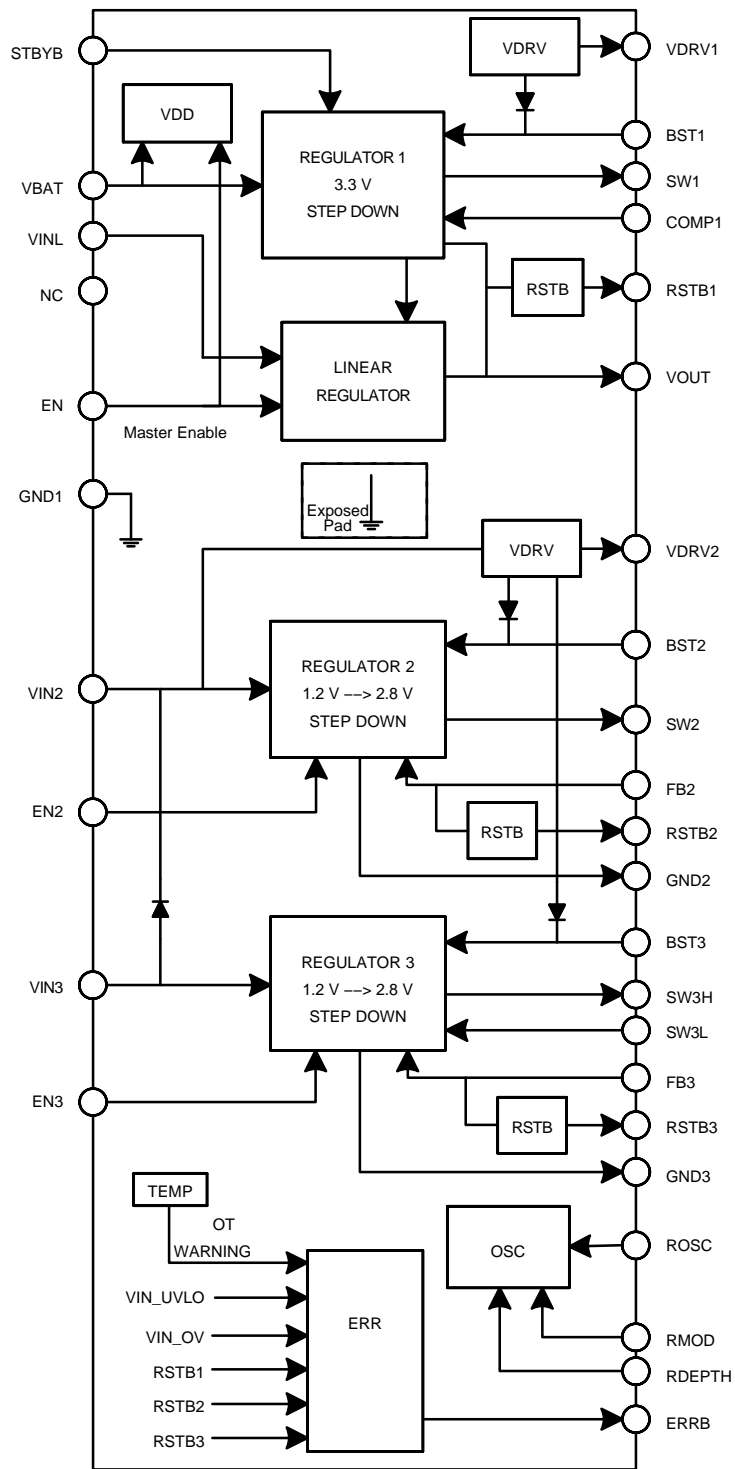 STBYB
VDRV
VDRV1
VDD
BST1
REGULATOR 1
3.3 V
STEP DOWN
VBAT
SW1
COMP1
VINL
NC
RSTB
RSTB1
LINEAR
REGULATOR
VOUT
EN
Master Enable
GND1
Exposed
Pad
VDRV
VDRV2
REGULATOR 2
1.2 V −−> 2.8 V
STEP DOWN
BST2
VIN2
SW2
EN2
FB2
RSTB
RSTB2
GND2
REGULATOR 3
1.2 V −−> 2.8 V
STEP DOWN
BST3
VIN3
SW3H
SW3L
EN3
FB3
RSTB
RSTB3
GND3
TEMP
OT
WARNING
OSC
ROSC
VIN_UVLO
ERR
VIN_OV
RMOD
RSTB1
RDEPTH
RSTB2
ERRB
RSTB3